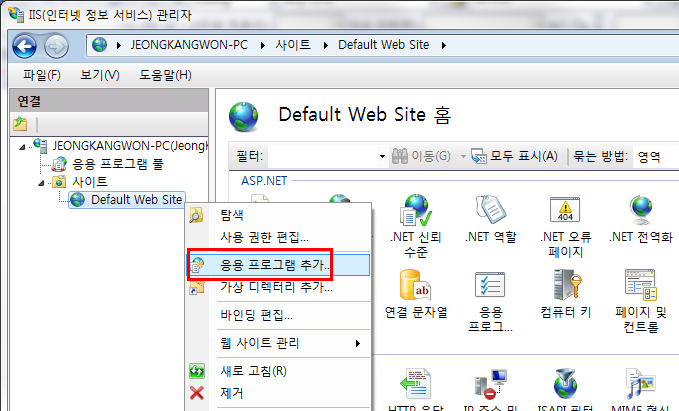 IIS(인터넷 정보 서비스) 관리자
JEONGKANGWON-PC 사이트 Default Web Site
파일(F) 보기(V) 도움말(H)
연결
JEONGKANGWON-PC(JeongK
응용 프로그램 풀
사이트
Default Web Site
Default Web Site 홈
필터: 이동(G) 모두 표시(A) 묶는 방법: 영역
ASP.NET
.NET 신뢰 수준
.NET 역할
404
.NET 오류 페이지
.NET 전역화
ab
연결 문자열
응용 프로그...
컴퓨터 키
페이지 및 컨트롤
탐색
사용 권한 편집...
응용 프로그램 추가...
가상 디렉터리 추가...
바인딩 편집...
웹 사이트 관리
새로 고침(R)
제거
HTTP 응답
IP 주소 및
ISAPI 필터
MIME 형식